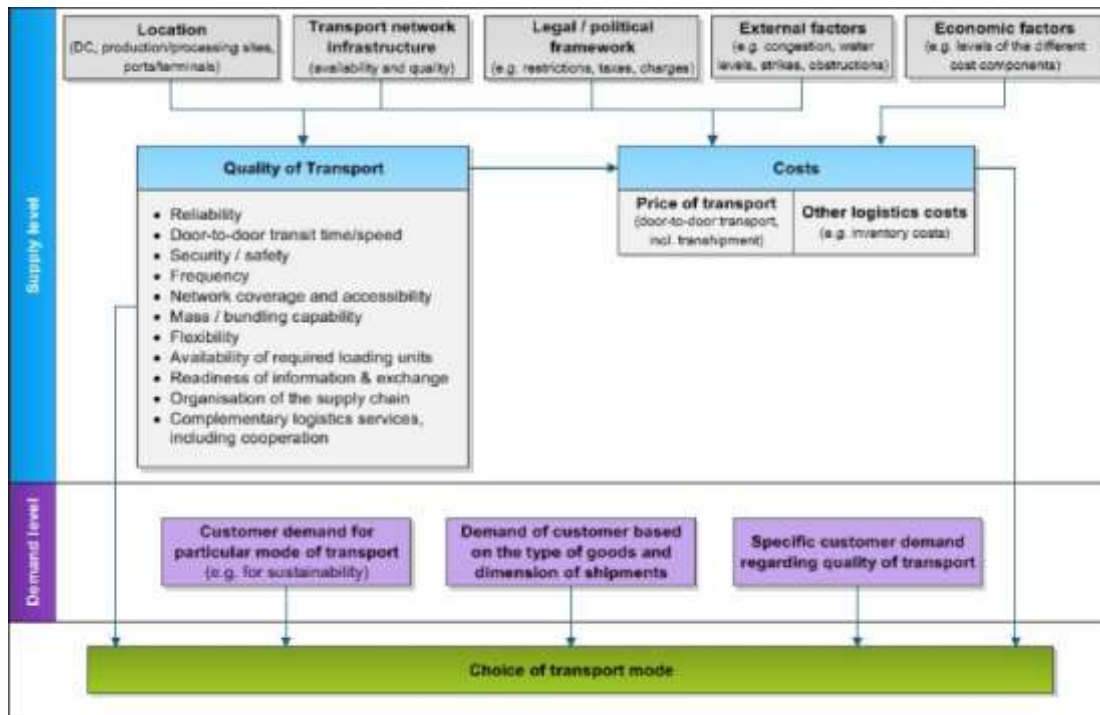 Location
(DC, production/processing sites,
ports/terminals)
Transport network
infrastructure
(availability and quality)
Legal / political
framework
(e.g. restrictions, taxes, charges)
External factors
(e.g. congestion, water
levels, strikes, obstructions)
Economic factors
(e.g. levels of the different
cost components)
Supply level
Quality of Transport
• Reliability
• Door-to-door transit time/speed
• Security / safety
• Frequency
• Network coverage and accessibility
• Mass / bundling capability
• Flexibility
• Availability of required loading units
• Readiness of information & exchange
• Organisation of the supply chain
• Complementary logistics services,
including cooperation
Costs
Price of transport
(door-to-door transport,
incl. transhipment)
Other logistics costs
(e.g. inventory costs)
Demand level
Customer demand for
particular mode of transport
(e.g. for sustainability)
Demand of customer based
on the type of goods and
dimension of shipments
Specific customer demand
regarding quality of transport
Choice of transport mode